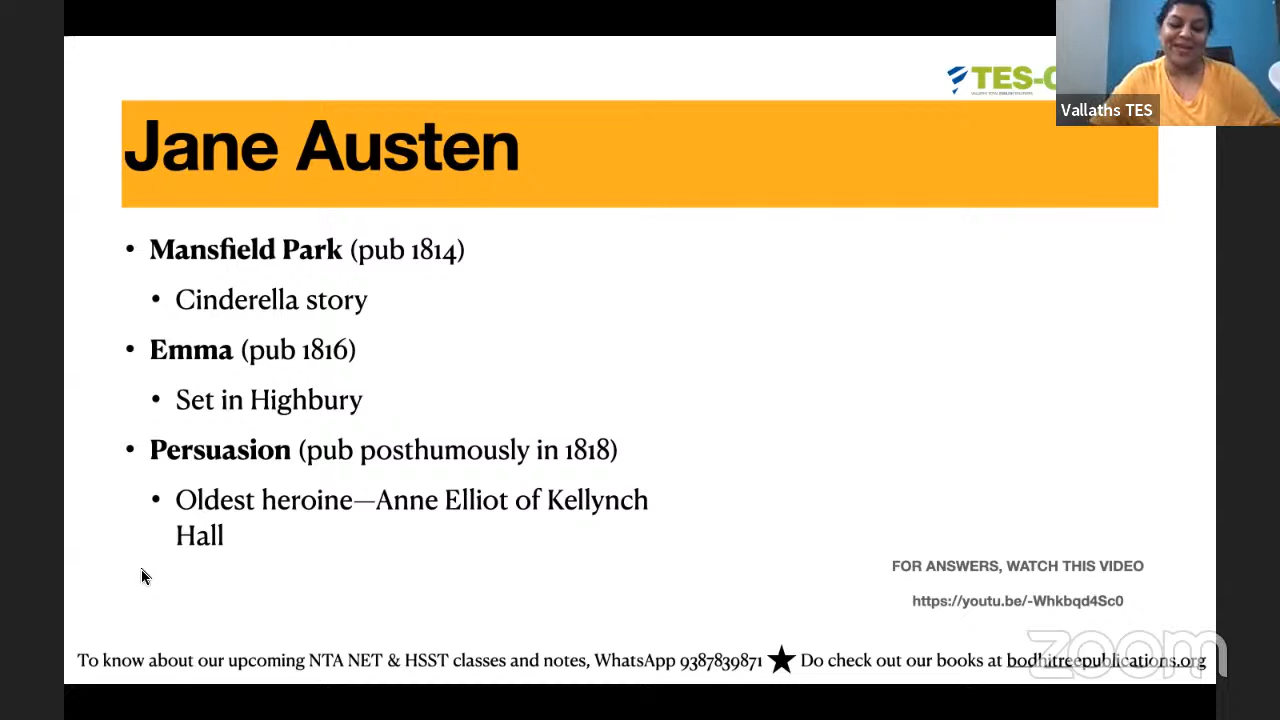 TES-
Vallaths TES
Jane Austen
• Mansfield Park (pub 1814)
• Cinderella story
• Emma (pub 1816)
• Set in Highbury
• Persuasion (pub posthumously in 1818)
• Oldest heroine—Anne Elliot of Kellynch
Hall
FOR ANSWERS, WATCH THIS VIDEO
https://youtu.be/-Whkbqd4Sc0
zoom
To know about our upcoming NTA NET & HSST classes and notes, WhatsApp 9387839871 ★ Do check out our books at bodhitreepublications.org